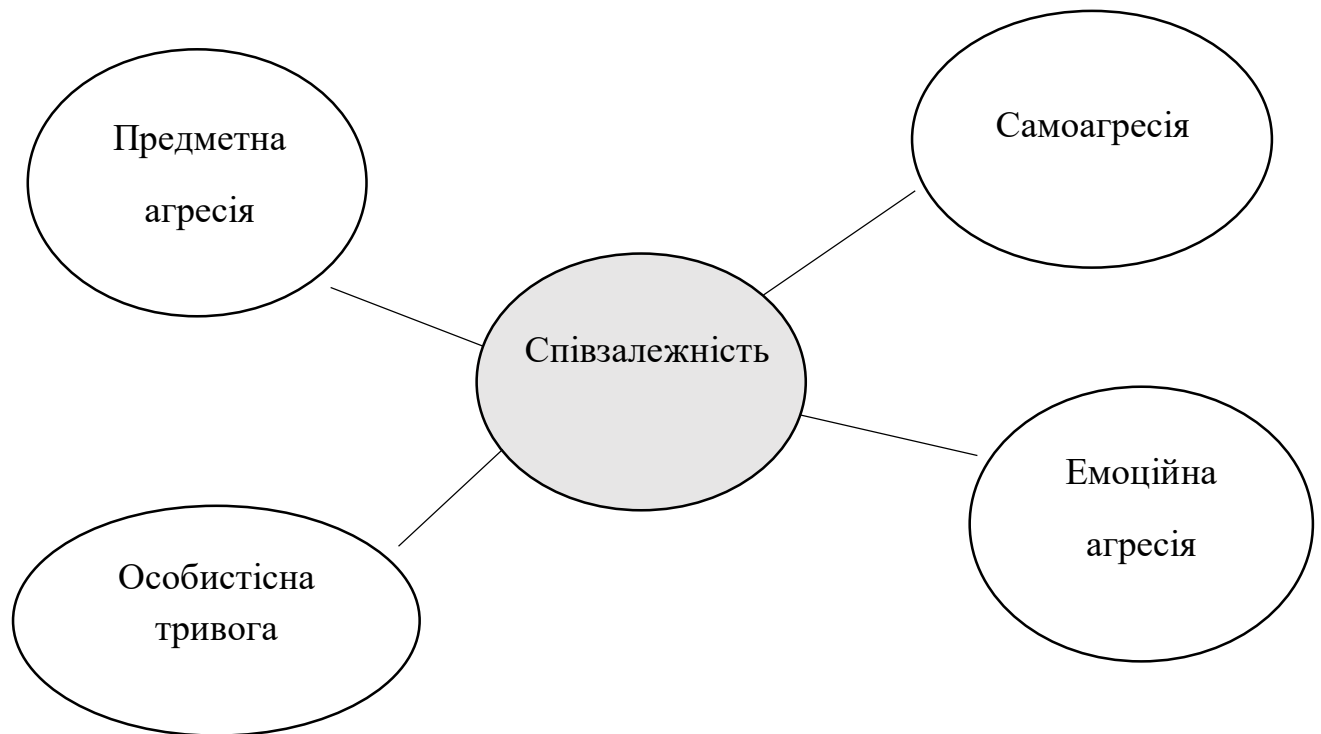 Предметна
агресія
Самоагресія
Співзалежність
Емоційна
агресія
Особистісна
тривога